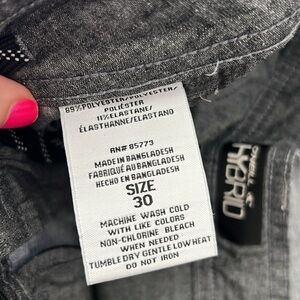 89%POLYESTER/POLYESTER/
POLIÉSTER
11%ELASTANE/
ÉLASTHANNE/ELASTANO
RN# 85773
MADE IN BANGLADESH
FABRIQUÉ AU BANGLADESH
HECHO EN BANGLADESH
SIZE
30
MACHINE WASH COLD
WITH LIKE COLORS
NON-CHLORINE BLEACH
WHEN NEEDED
TUMBLE DRY GENTLE LOW HEAT
DO NOT IRON
HYBRID